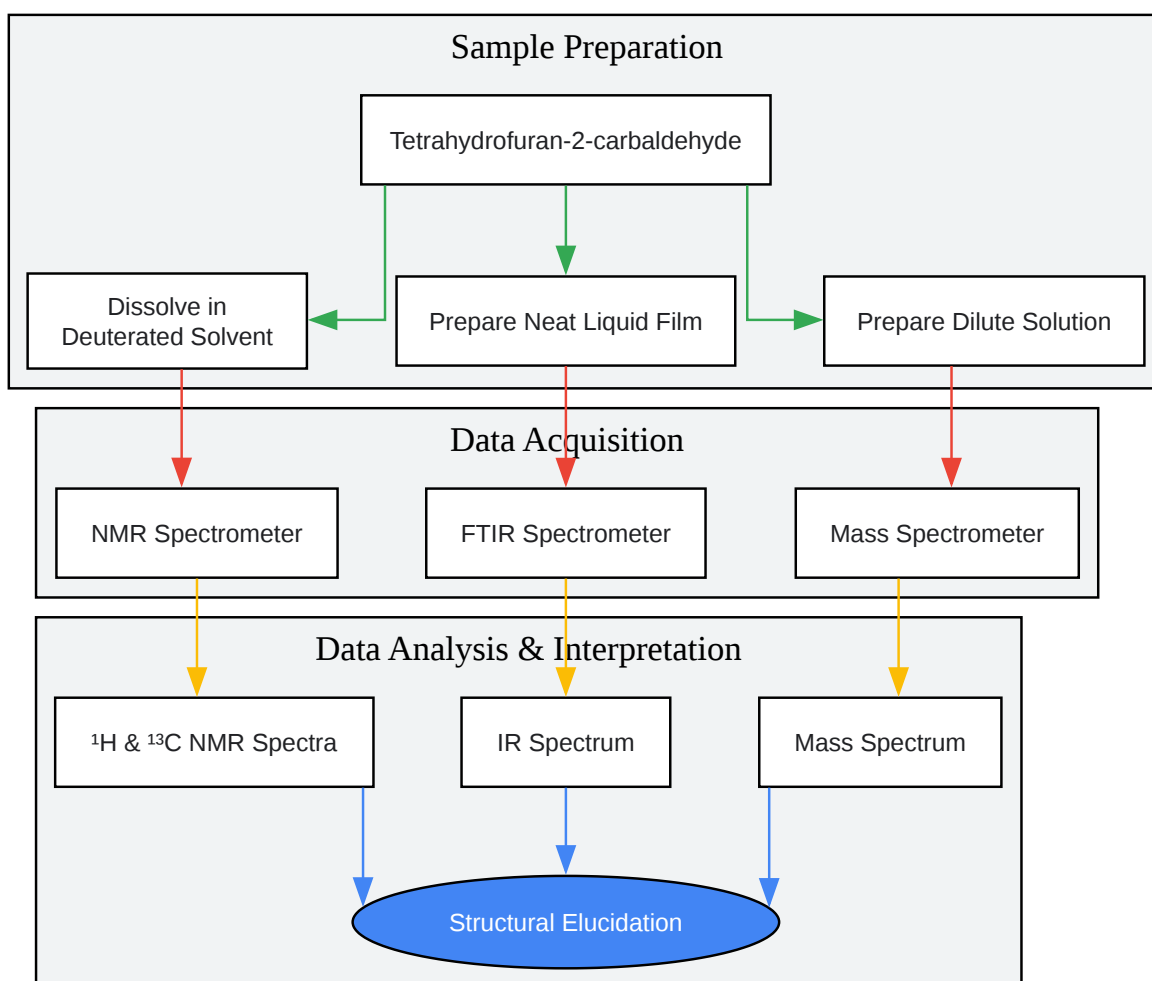 Sample Preparation
Tetrahydrofuran-2-carbaldehyde
Dissolve in
Deuterated Solvent
Prepare Neat Liquid Film
Prepare Dilute Solution
Data Acquisition
NMR Spectrometer
FTIR Spectrometer
Mass Spectrometer
Data Analysis & Interpretation
¹H & ¹³C NMR Spectra
IR Spectrum
Mass Spectrum
Structural Elucidation